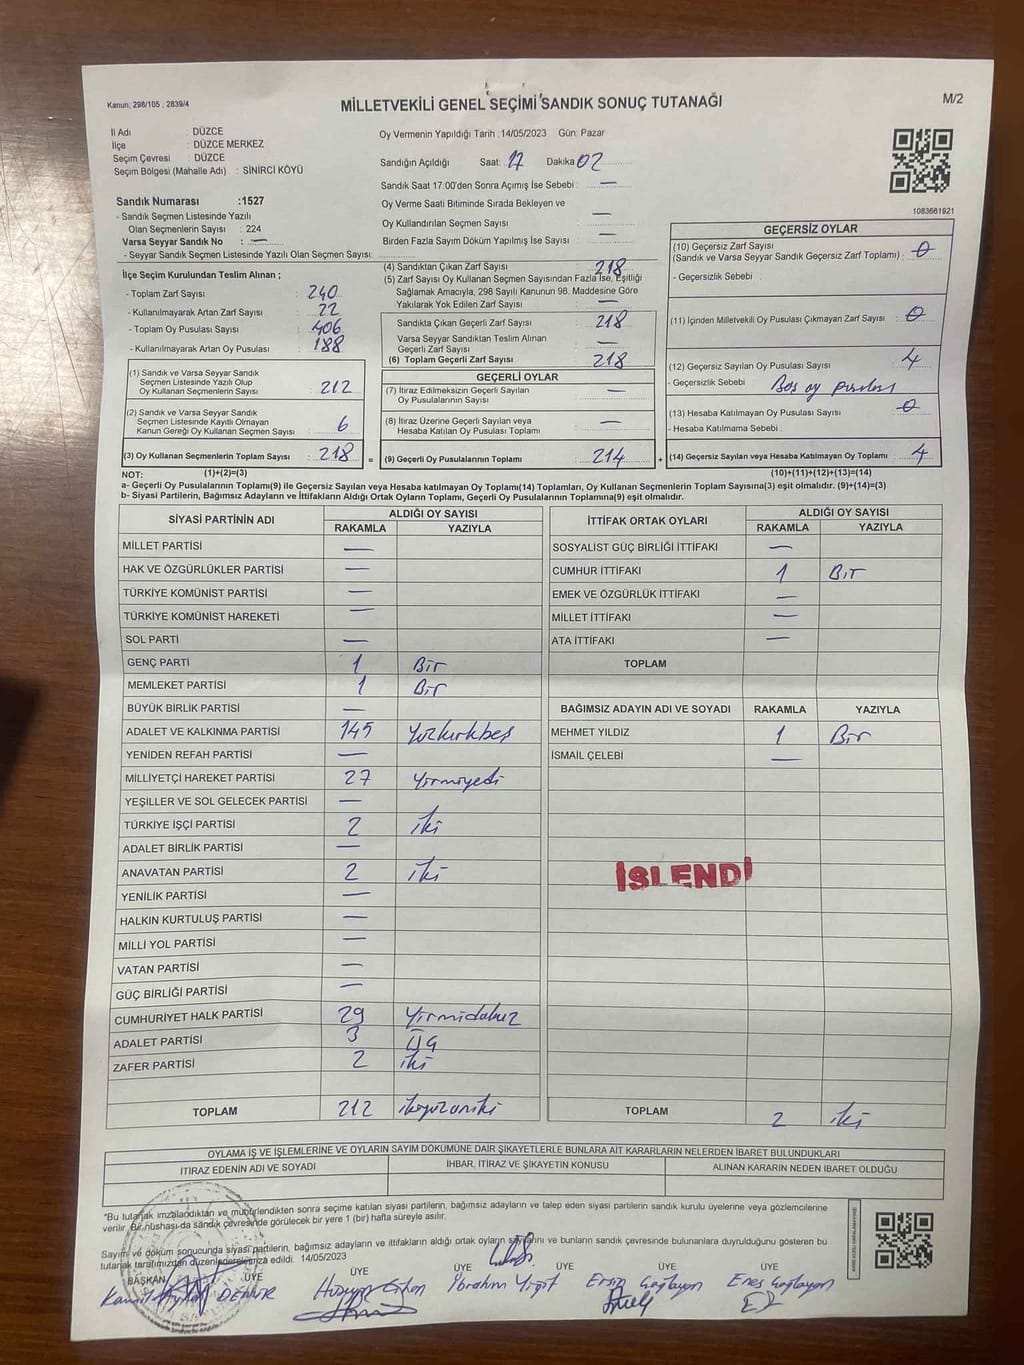 Kanun; 298/105 , 2839/4
MİLLETVEKİLİ GENEL SEÇİMİ SANDIK SONUÇ TUTANAĞI
M/2
İl Adı : DÜZCE
İlçe : DÜZCE MERKEZ
Seçim Çevresi : DÜZCE
Seçim Bölgesi (Mahalle Adı) : SİNİRCİ KÖYÜ
Oy Vermenin Yapıldığı Tarih : 14/05/2023 Gün: Pazar
Sandığın Açıldığı Saat: 17 Dakika 02
Sandık Saat 17:00'den Sonra Açımış İse Sebebi : —
Oy Verme Saati Bitiminde Sırada Bekleyen ve
Oy Kullandırılan Seçmen Sayısı —
Birden Fazla Sayım Döküm Yapılmış İse Sayısı —
1083661921
Sandık Numarası :1527
- Sandık Seçmen Listesinde Yazılı
Olan Seçmenlerin Sayısı : 224
Varsa Seyyar Sandık No : —
- Seyyar Sandık Seçmen Listesinde Yazılı Olan Seçmen Sayısı:
İlçe Seçim Kurulundan Teslim Alınan ;
- Toplam Zarf Sayısı : 240
- Kullanılmayarak Artan Zarf Sayısı : 22
- Toplam Oy Pusulası Sayısı : 406
- Kullanılmayarak Artan Oy Pusulası : 188
(1) Sandık ve Varsa Seyyar Sandık
Seçmen Listesinde Yazılı Olup
Oy Kullanan Seçmenlerin Sayısı : 212
(2) Sandık ve Varsa Seyyar Sandık
Seçmen Listesinde Kayıtlı Olmayan
Kanun Gereği Oy Kullanan Seçmen Sayısı : 6
(3) Oy Kullanan Seçmenlerin Toplam Sayısı : 218
(1)+(2)=(3)
(4) Sandıktan Çıkan Zarf Sayısı : 218
(5) Zarf Sayısı Oy Kullanan Seçmen Sayısından Fazla İse, Eşitliği
Sağlamak Amacıyla, 298 Sayılı Kanunun 98. Maddesine Göre
Yakılarak Yok Edilen Zarf Sayısı : —
Sandıkta Çıkan Geçerli Zarf Sayısı : 218
Varsa Seyyar Sandıktan Teslim Alınan
Geçerli Zarf Sayısı : —
(6) Toplam Geçerli Zarf Sayısı : 218
GEÇERLİ OYLAR
(7) İtiraz Edilmeksizin Geçerli Sayılan
Oy Pusulalarının Sayısı : —
(8) İtiraz Üzerine Geçerli Sayılan veya
Hesaba Katılan Oy Pusulası Toplamı : —
= (9) Geçerli Oy Pusulalarının Toplamı : 214
GEÇERSİZ OYLAR
(10) Geçersiz Zarf Sayısı
(Sandık ve Varsa Seyyar Sandık Geçersiz Zarf Toplamı) : 0
- Geçersizlik Sebebi :
(11) İçinden Milletvekili Oy Pusulası Çıkmayan Zarf Sayısı : 0
(12) Geçersiz Sayılan Oy Pusulası Sayısı : 4
- Geçersizlik Sebebi : Boş oy pusulası
(13) Hesaba Katılmayan Oy Pusulası Sayısı : 0
- Hesaba Katılmama Sebebi :
+ (14) Geçersiz Sayılan veya Hesaba Katılmayan Oy Toplamı : 4
(10)+(11)+(12)+(13)=(14)
NOT:
a- Geçerli Oy Pusulalarının Toplamı(9) ile Geçersiz Sayılan veya Hesaba katılmayan Oy Toplamı(14) Toplamları, Oy Kullanan Seçmenlerin Toplam Sayısına(3) eşit olmalıdır. (9)+(14)=(3)
b- Siyasi Partilerin, Bağımsız Adayların ve İttifakların Aldığı Ortak Oyların Toplamı, Geçerli Oy Pusulalarının Toplamına(9) eşit olmalıdır.
SİYASİ PARTİNİN ADI
ALDIĞI OY SAYISI
RAKAMLA YAZIYLA
MİLLET PARTİSİ —
HAK VE ÖZGÜRLÜKLER PARTİSİ —
TÜRKİYE KOMÜNİST PARTİSİ —
TÜRKİYE KOMÜNİST HAREKETİ —
SOL PARTİ —
GENÇ PARTİ 1 Bir
MEMLEKET PARTİSİ 1 Bir
BÜYÜK BİRLİK PARTİSİ —
ADALET VE KALKINMA PARTİSİ 145 Yüzkırkbeş
YENİDEN REFAH PARTİSİ —
MİLLİYETÇİ HAREKET PARTİSİ 27 Yirmiyedi
YEŞİLLER VE SOL GELECEK PARTİSİ —
TÜRKİYE İŞÇİ PARTİSİ 2 iki
ADALET BİRLİK PARTİSİ —
ANAVATAN PARTİSİ 2 iki
YENİLİK PARTİSİ —
HALKIN KURTULUŞ PARTİSİ —
MİLLİ YOL PARTİSİ —
VATAN PARTİSİ —
GÜÇ BİRLİĞİ PARTİSİ —
CUMHURİYET HALK PARTİSİ 29 Yirmidokuz
ADALET PARTİSİ 3 Üç
ZAFER PARTİSİ 2 iki
TOPLAM 212 ikiyüzoniki
İTTİFAK ORTAK OYLARI
ALDIĞI OY SAYISI
RAKAMLA YAZIYLA
SOSYALİST GÜÇ BİRLİĞİ İTTİFAKI —
CUMHUR İTTİFAKI 1 Bir
EMEK VE ÖZGÜRLÜK İTTİFAKI —
MİLLET İTTİFAKI —
ATA İTTİFAKI —
TOPLAM
BAĞIMSIZ ADAYIN ADI VE SOYADI RAKAMLA YAZIYLA
MEHMET YILDIZ 1 Bir
İSMAİL ÇELEBİ —
İŞLENDİ
TOPLAM 2 iki
OYLAMA İŞ VE İŞLEMLERİNE VE OYLARIN SAYIM DÖKÜMÜNE DAİR ŞİKAYETLERLE BUNLARA AİT KARARLARIN NELERDEN İBARET BULUNDUKLARI
İTİRAZ EDENİN ADI VE SOYADI
İHBAR, İTİRAZ VE ŞİKAYETİN KONUSU
ALINAN KARARIN NEDEN İBARET OLDUĞU
*Bu tutanak imzalandıktan ve mühürlendikten sonra seçime katılan siyasi partilerin, bağımsız adayların ve talep eden siyasi partilerin sandık kurulu üyelerine veya gözlemcilerine
verilir. Bir nüshası da sandık çevresinde görülecek bir yere 1 (bir) hafta süreyle asılır.
Sayım ve döküm sonucunda siyasi partilerin, bağımsız adayların ve ittifakların aldığı ortak oyların sayılarını ve bunların sandık çevresinde bulunanlara duyrulduğunu gösteren bu
tutanak tarafımızdan düzenlenerek imza edildi. 14/05/2023
BAŞKAN ÜYE ÜYE ÜYE ÜYE ÜYE ÜYE
DEMİR Hüseyin İbrahim Yiğit Ersin Çağlayan Enes Çağlayan